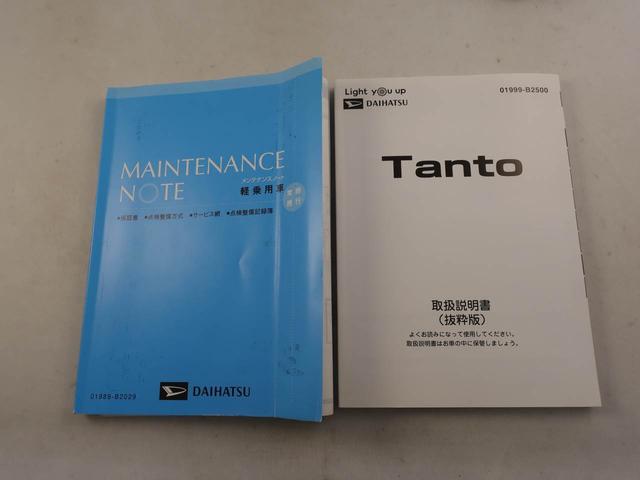 MAINTENANCE
NOTE
メンテナンスノート
軽乗用車
●保証書 ●点検整備方式 ●サービス網 ●点検整備記録簿
DAIHATSU
01989-B2029
Light you up
DAIHATSU
01999-B2500
Tanto
取扱説明書
(抜粋版)
よくお読みになって使用してください。
取扱説明書はお車の中に保管しましょう。